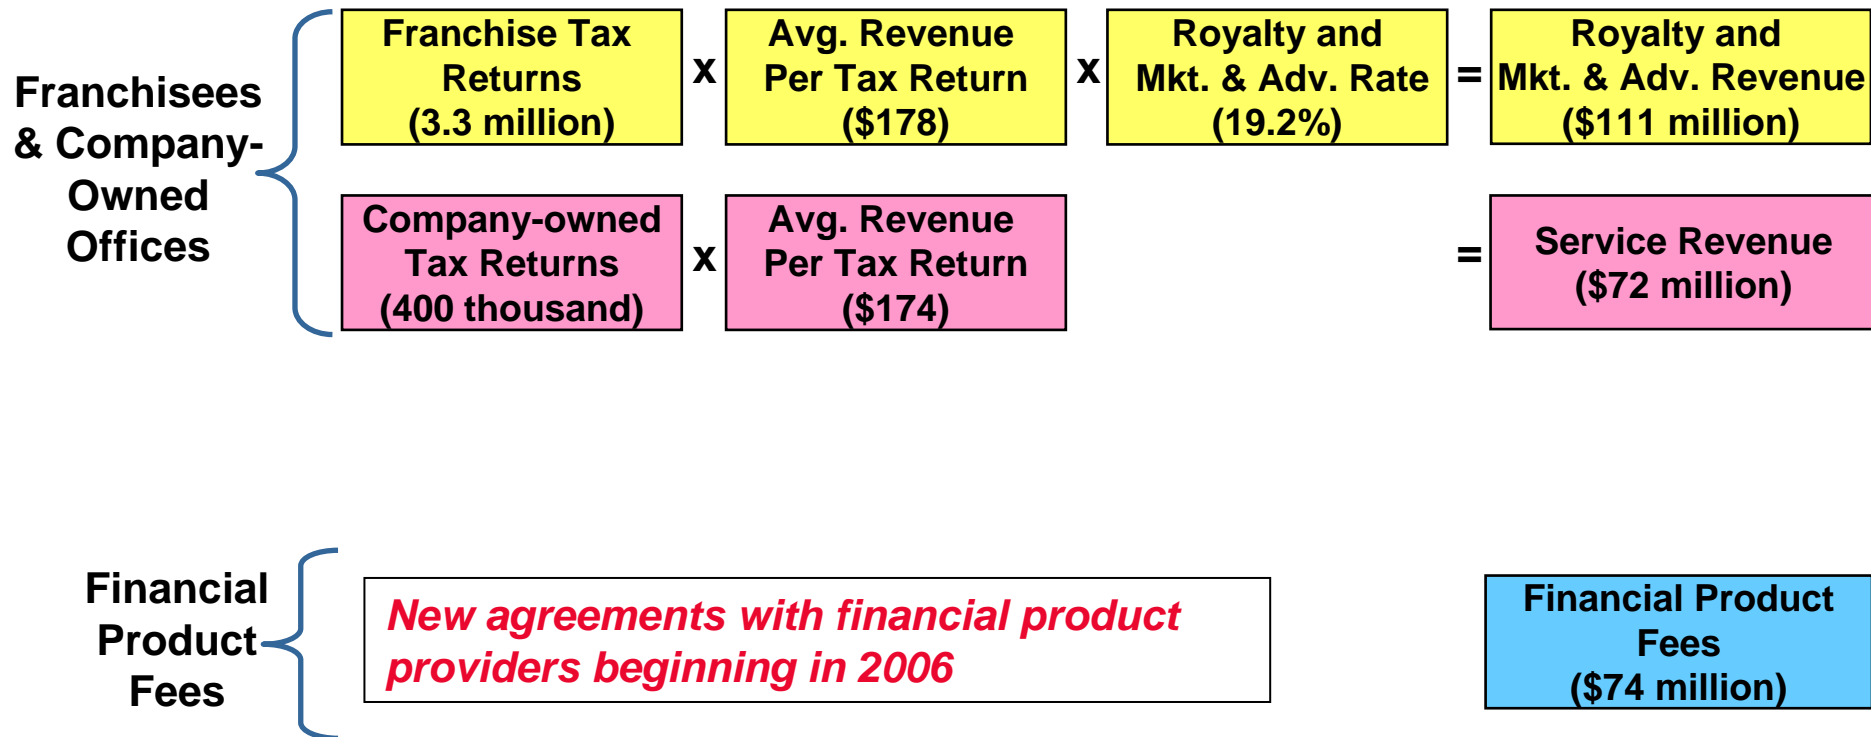 Franchisees
& Company-
Owned
Offices
Franchise Tax
Returns
(3.3 million)
x
Avg. Revenue
Per Tax Return
($178)
x
Royalty and
Mkt. & Adv. Rate
(19.2%)
=
Royalty and
Mkt. & Adv. Revenue
($111 million)
Company-owned
Tax Returns
(400 thousand)
x
Avg. Revenue
Per Tax Return
($174)
=
Service Revenue
($72 million)
Financial
Product
Fees
New agreements with financial product
providers beginning in 2006
Financial Product
Fees
($74 million)